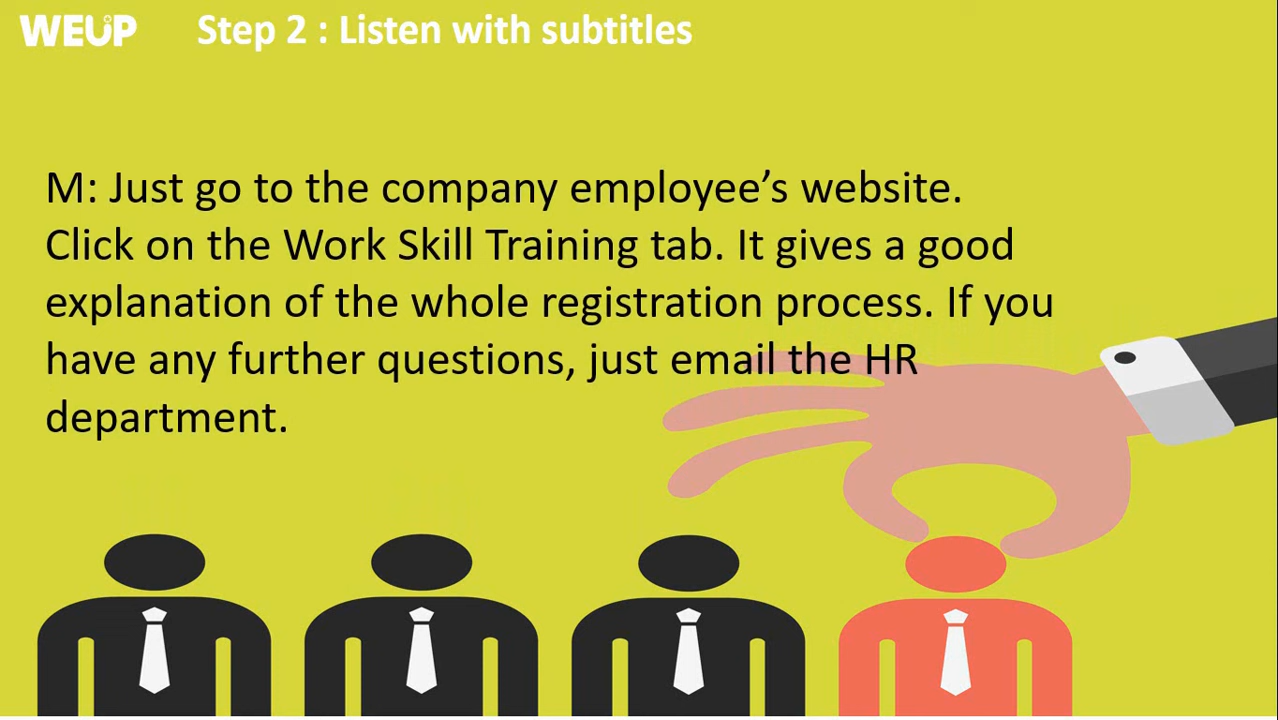 WEUP
Step 2 : Listen with subtitles
M: Just go to the company employee’s website.
Click on the Work Skill Training tab. It gives a good
explanation of the whole registration process. If you
have any further questions, just email the HR
department.